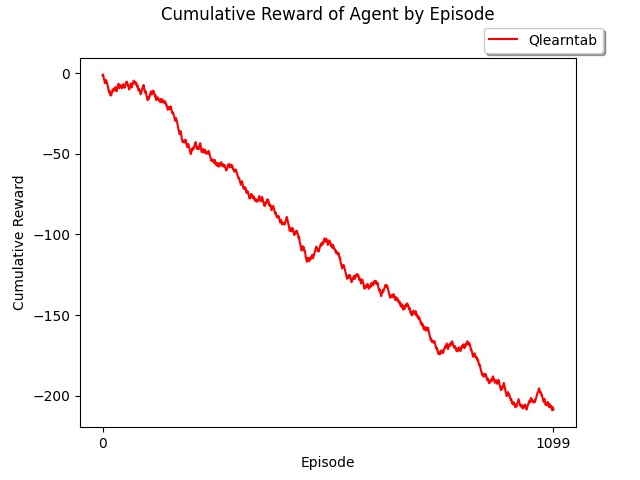 Cumulative Reward of Agent by Episode
Qlearntab
Cumulative Reward
0
−50
−100
−150
−200
0
1099
Episode